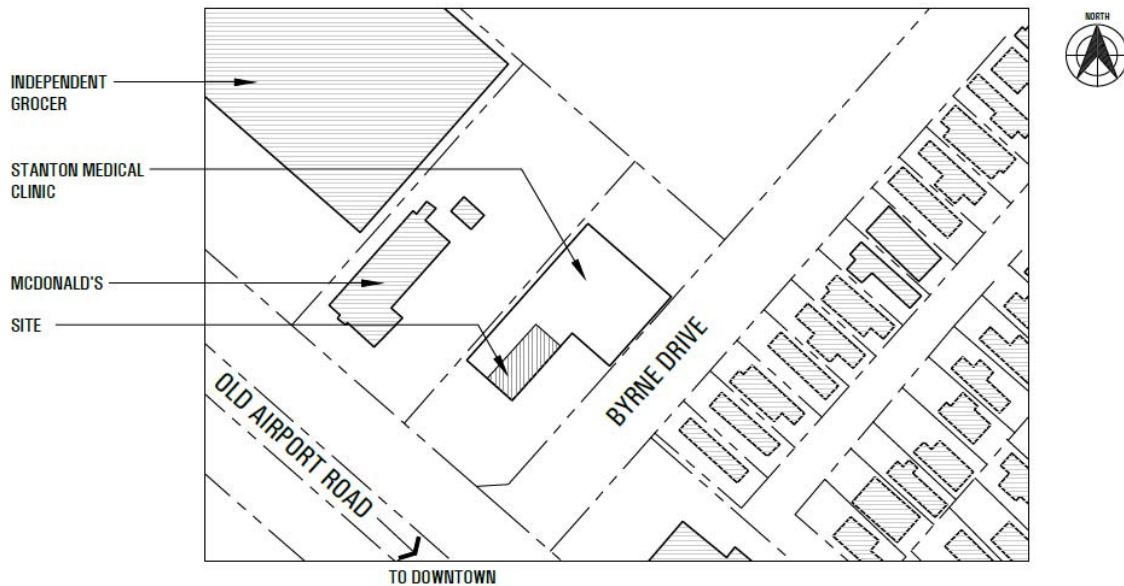 NORTH
INDEPENDENT
GROCER
STANTON MEDICAL
CLINIC
MCDONALD'S
SITE
OLD AIRPORT ROAD
BYRNE DRIVE
TO DOWNTOWN